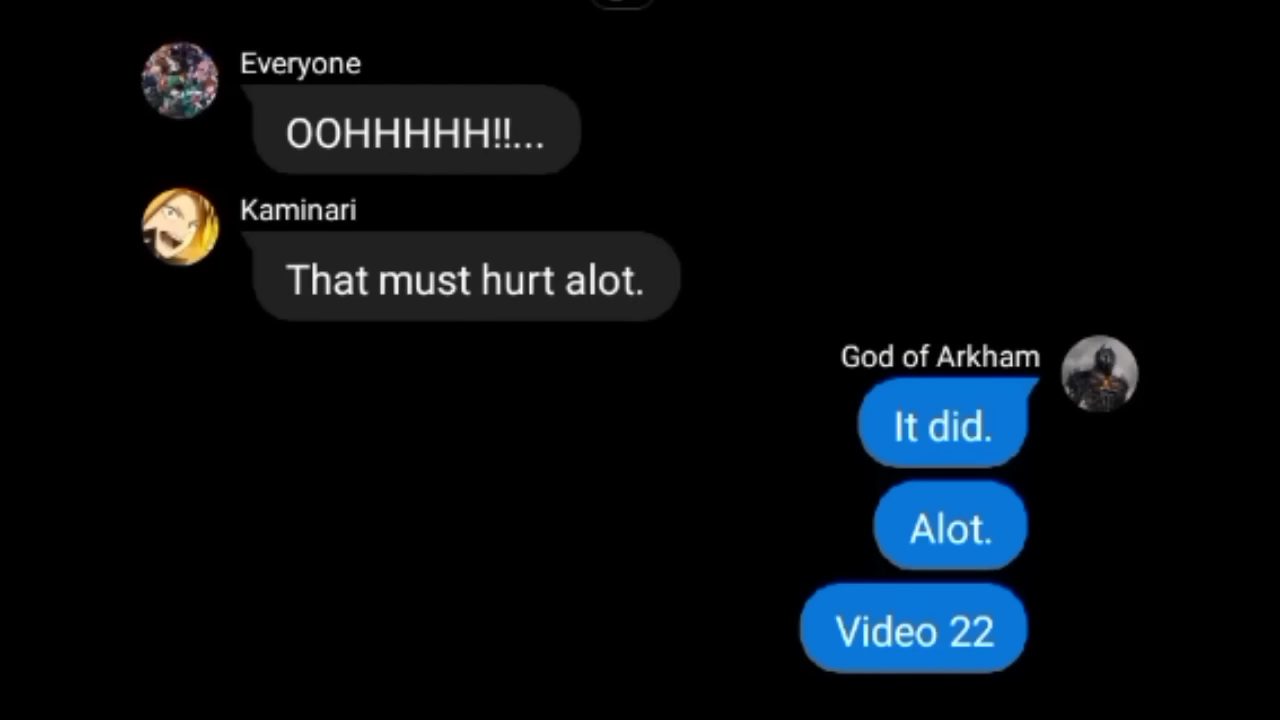 Everyone
OOHHHHH!!...
Kaminari
That must hurt alot.
God of Arkham
It did.
Alot.
Video 22